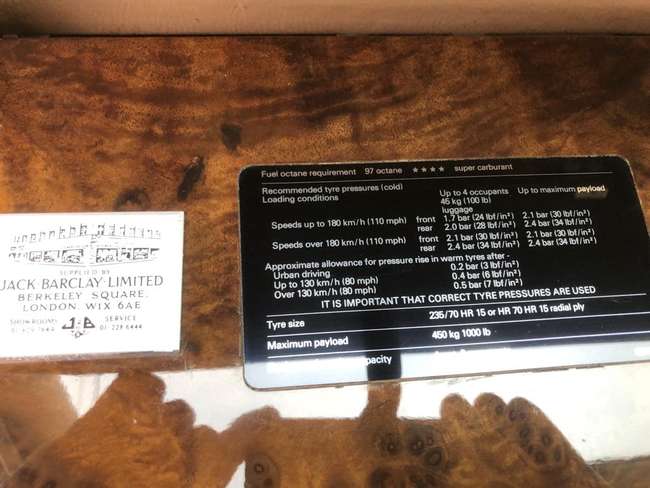 SUPPLIED BY
JACK BARCLAY·LIMITED
BERKELEY SQUARE.
LONDON. W1X 6AE
SHOWROOMS
SERVICE
01-228 6444
Fuel octane requirement 97 octane ★★★★ super carburant
Recommended tyre pressures (cold)
Loading conditions
Up to 4 occupants
45 kg (100 lb)
luggage
Up to maximum payload
Speeds up to 180 km/h (110 mph) front 1.7 bar (24 lbf/in²) 2.1 bar (30 lbf/in²)
rear 2.0 bar (28 lbf/in²) 2.4 bar (34 lbf/in²)
Speeds over 180 km/h (110 mph) front 2.1 bar (30 lbf/in²) 2.1 bar (30 lbf/in²)
rear 2.4 bar (34 lbf/in²) 2.4 bar (34 lbf/in²)
Approximate allowance for pressure rise in warm tyres after -
Urban driving 0.2 bar (3 lbf/in²)
Up to 130 km/h (80 mph) 0.4 bar (6 lbf/in²)
Over 130 km/h (80 mph) 0.5 bar (7 lbf/in²)
IT IS IMPORTANT THAT CORRECT TYRE PRESSURES ARE USED
Tyre size 235/70 HR 15 or HR 70 HR 15 radial ply
Maximum payload 450 kg 1000 lb
capacity